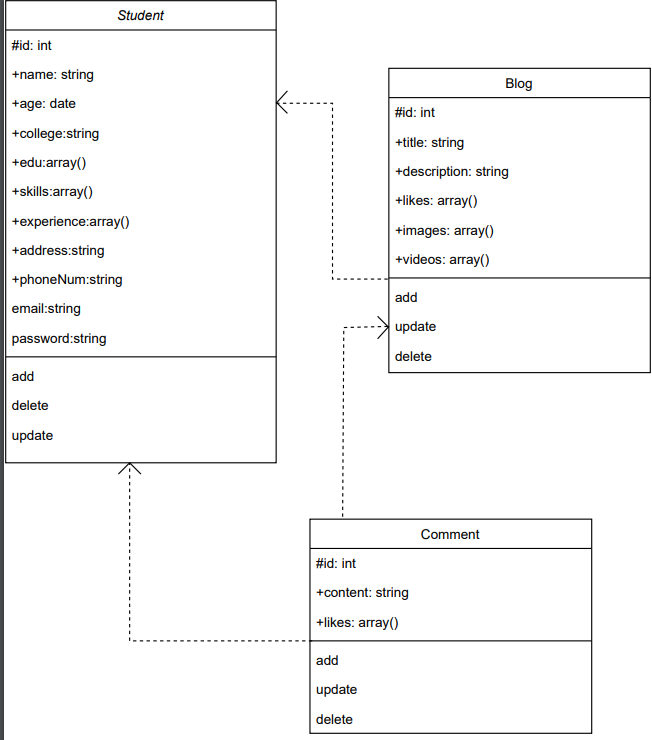 Student
#id: int
+name: string
+age: date
+college:string
+edu:array()
+skills:array()
+experience:array()
+address:string
+phoneNum:string
email:string
password:string
add
delete
update
Blog
#id: int
+title: string
+description: string
+likes: array()
+images: array()
+videos: array()
add
update
delete
Comment
#id: int
+content: string
+likes: array()
add
update
delete